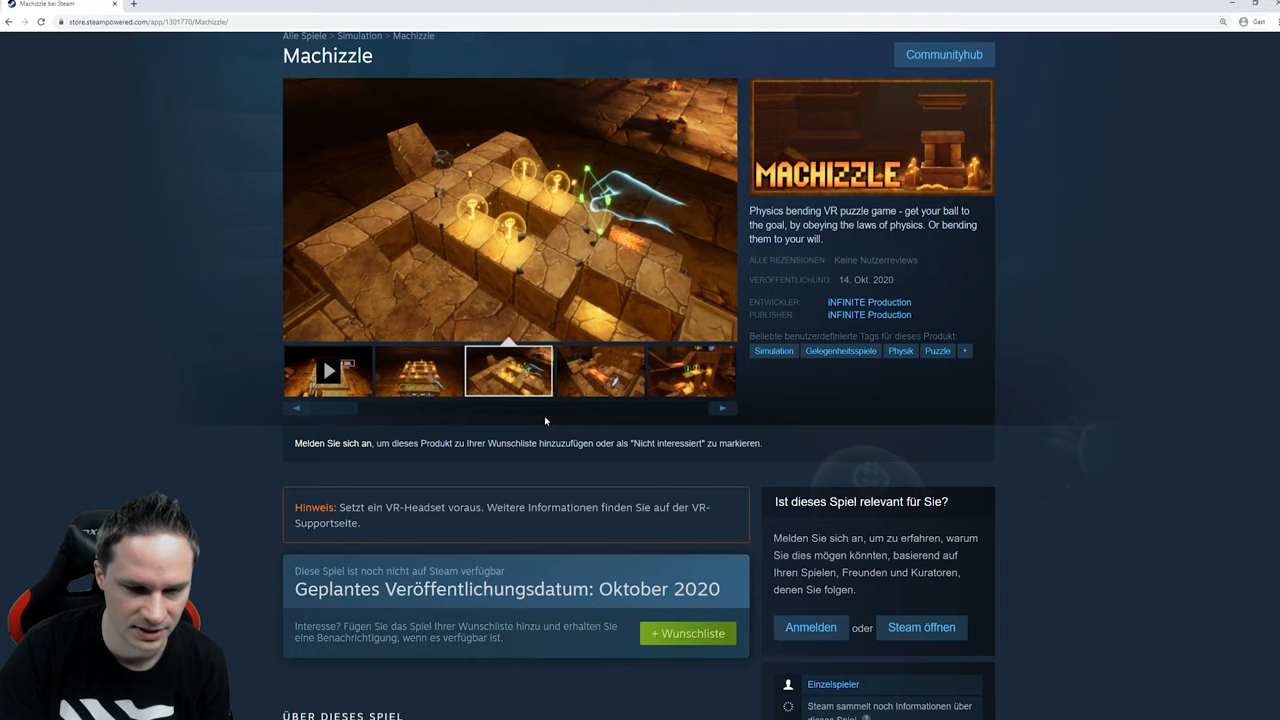 Machizzle bei Steam
store.steampowered.com/app/1301770/Machizzle/
Gast
Alle Spiele > Simulation > Machizzle
Machizzle
Communityhub
MACHIZZLE
Physics bending VR puzzle game - get your ball to
the goal, by obeying the laws of physics. Or bending
them to your will.
ALLE REZENSIONEN: Keine Nutzerreviews
VERÖFFENTLICHUNG: 14. Okt. 2020
ENTWICKLER: iNFINITE Production
PUBLISHER: iNFINITE Production
Beliebte benutzerdefinierte Tags für dieses Produkt:
Simulation Gelegenheitsspiele Physik Puzzle +
Melden Sie sich an, um dieses Produkt zu Ihrer Wunschliste hinzuzufügen oder als "Nicht interessiert" zu markieren.
Hinweis: Setzt ein VR-Headset voraus. Weitere Informationen finden Sie auf der VR-
Supportseite.
Diese Spiel ist noch nicht auf Steam verfügbar
Geplantes Veröffentlichungsdatum: Oktober 2020
Interesse? Fügen Sie das Spiel Ihrer Wunschliste hinzu und erhalten Sie
eine Benachrichtigung, wenn es verfügbar ist.
+ Wunschliste
Ist dieses Spiel relevant für Sie?
Melden Sie sich an, um zu erfahren, warum
Sie dies mögen könnten, basierend auf
Ihren Spielen, Freunden und Kuratoren,
denen Sie folgen.
Anmelden oder Steam öffnen
Einzelspieler
Steam sammelt noch Informationen über
dieses Spiel
ÜBER DIESES SPIEL